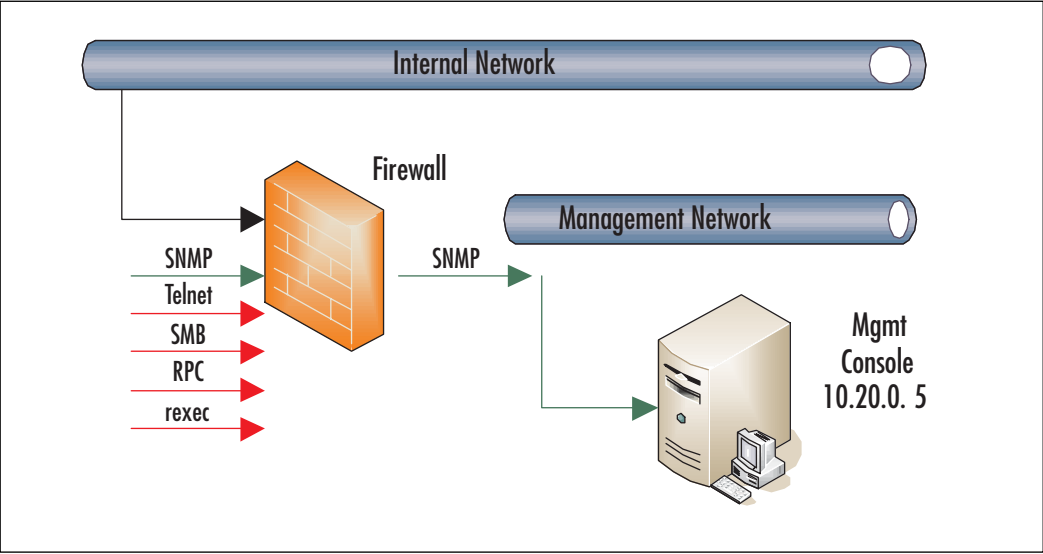 Internal Network
Firewall
Management Network
SNMP
SNMP
Telnet
SMB
RPC
rexec
Mgmt
Console
10.20.0. 5